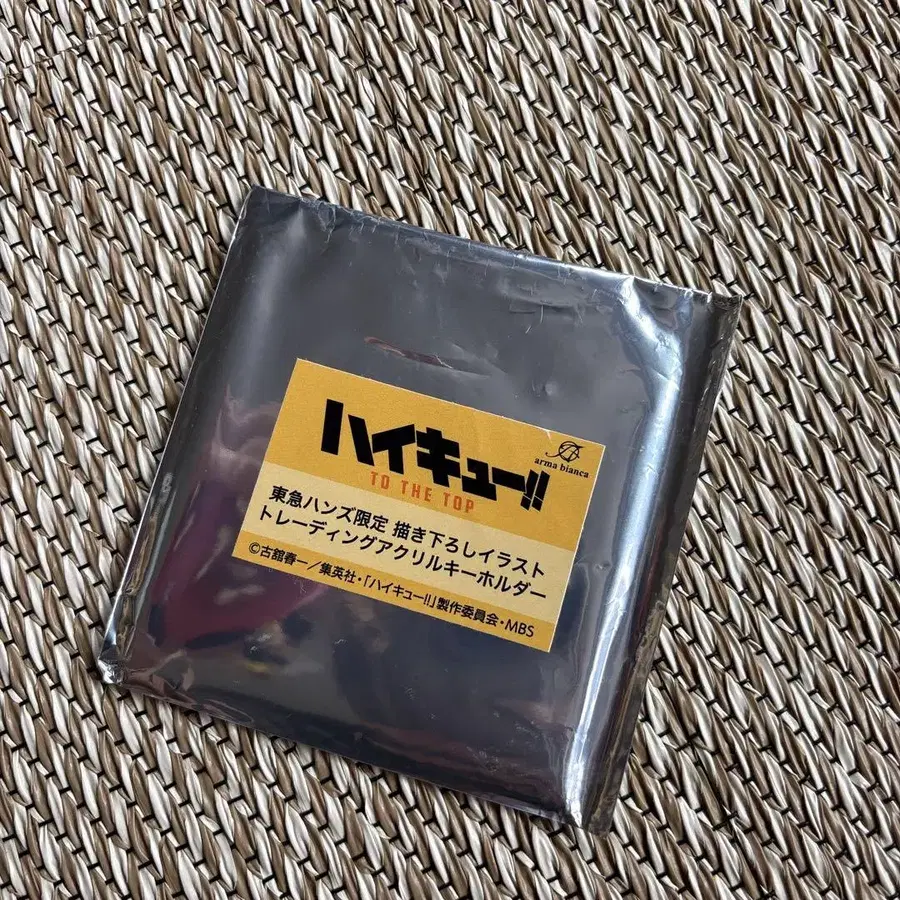 ハイキュー!!
TO THE TOP
arma bianca
東急ハンズ限定 描き下ろしイラスト
トレーディングアクリルキーホルダー
©古舘春一/集英社・「ハイキュー!!」製作委員会・MBS